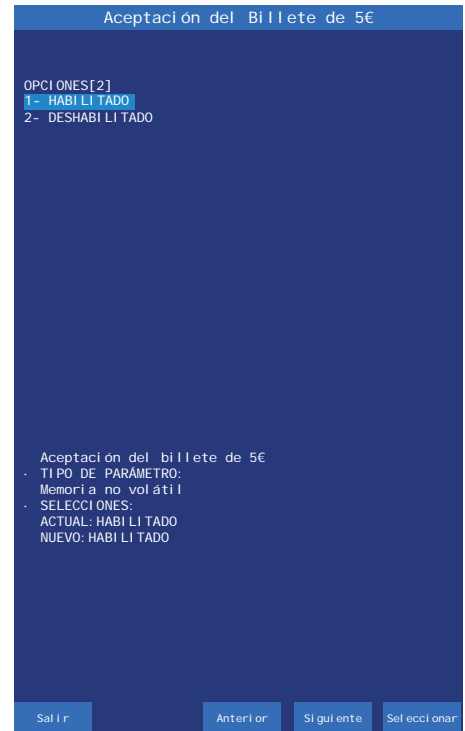 Aceptación del Billete de 5€
OPCIONES[2]
1- HABILITADO
2- DESHABILITADO
Aceptación del billete de 5€
· TIPO DE PARÁMETRO:
Memoria no volátil
· SELECCIONES:
ACTUAL:HABILITADO
NUEVO:HABILITADO
Salir Anterior Siguiente Seleccionar